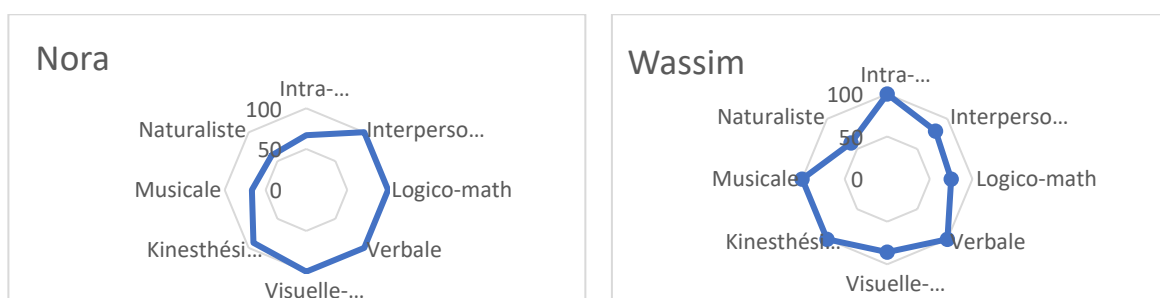 Nora
Intra-...
100
Naturaliste
Interperso...
50
Musicale
0
Logico-math
Kinesthési...
Verbale
Visuelle-...
Wassim
Intra-...
100
Naturaliste
Interperso...
50
Musicale
0
Logico-math
Kinesthési...
Verbale
Visuelle-...